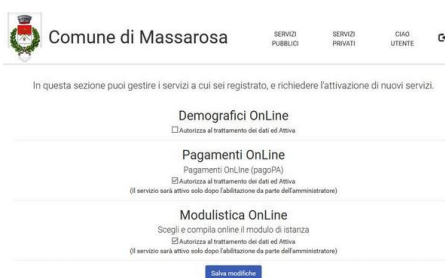 Comune di Massarosa
SERVIZI
PUBBLICI
SERVIZI
PRIVATI
CIAO
UTENTE
In questa sezione puoi gestire i servizi a cui sei registrato, e richiedere l'attivazione di nuovi servizi.
Demografici OnLine
Autorizza al trattamento dei dati ed Attiva
Pagamenti OnLine
Pagamenti OnLine (pagoPA)
Autorizza al trattamento dei dati ed Attiva
(Il servizio sarà attivo solo dopo l'abilitazione da parte dell'amministratore)
Modulistica OnLine
Scegli e compila online il modulo di istanza
Autorizza al trattamento dei dati ed Attiva
(Il servizio sarà attivo solo dopo l'abilitazione da parte dell'amministratore)
Salva modifiche